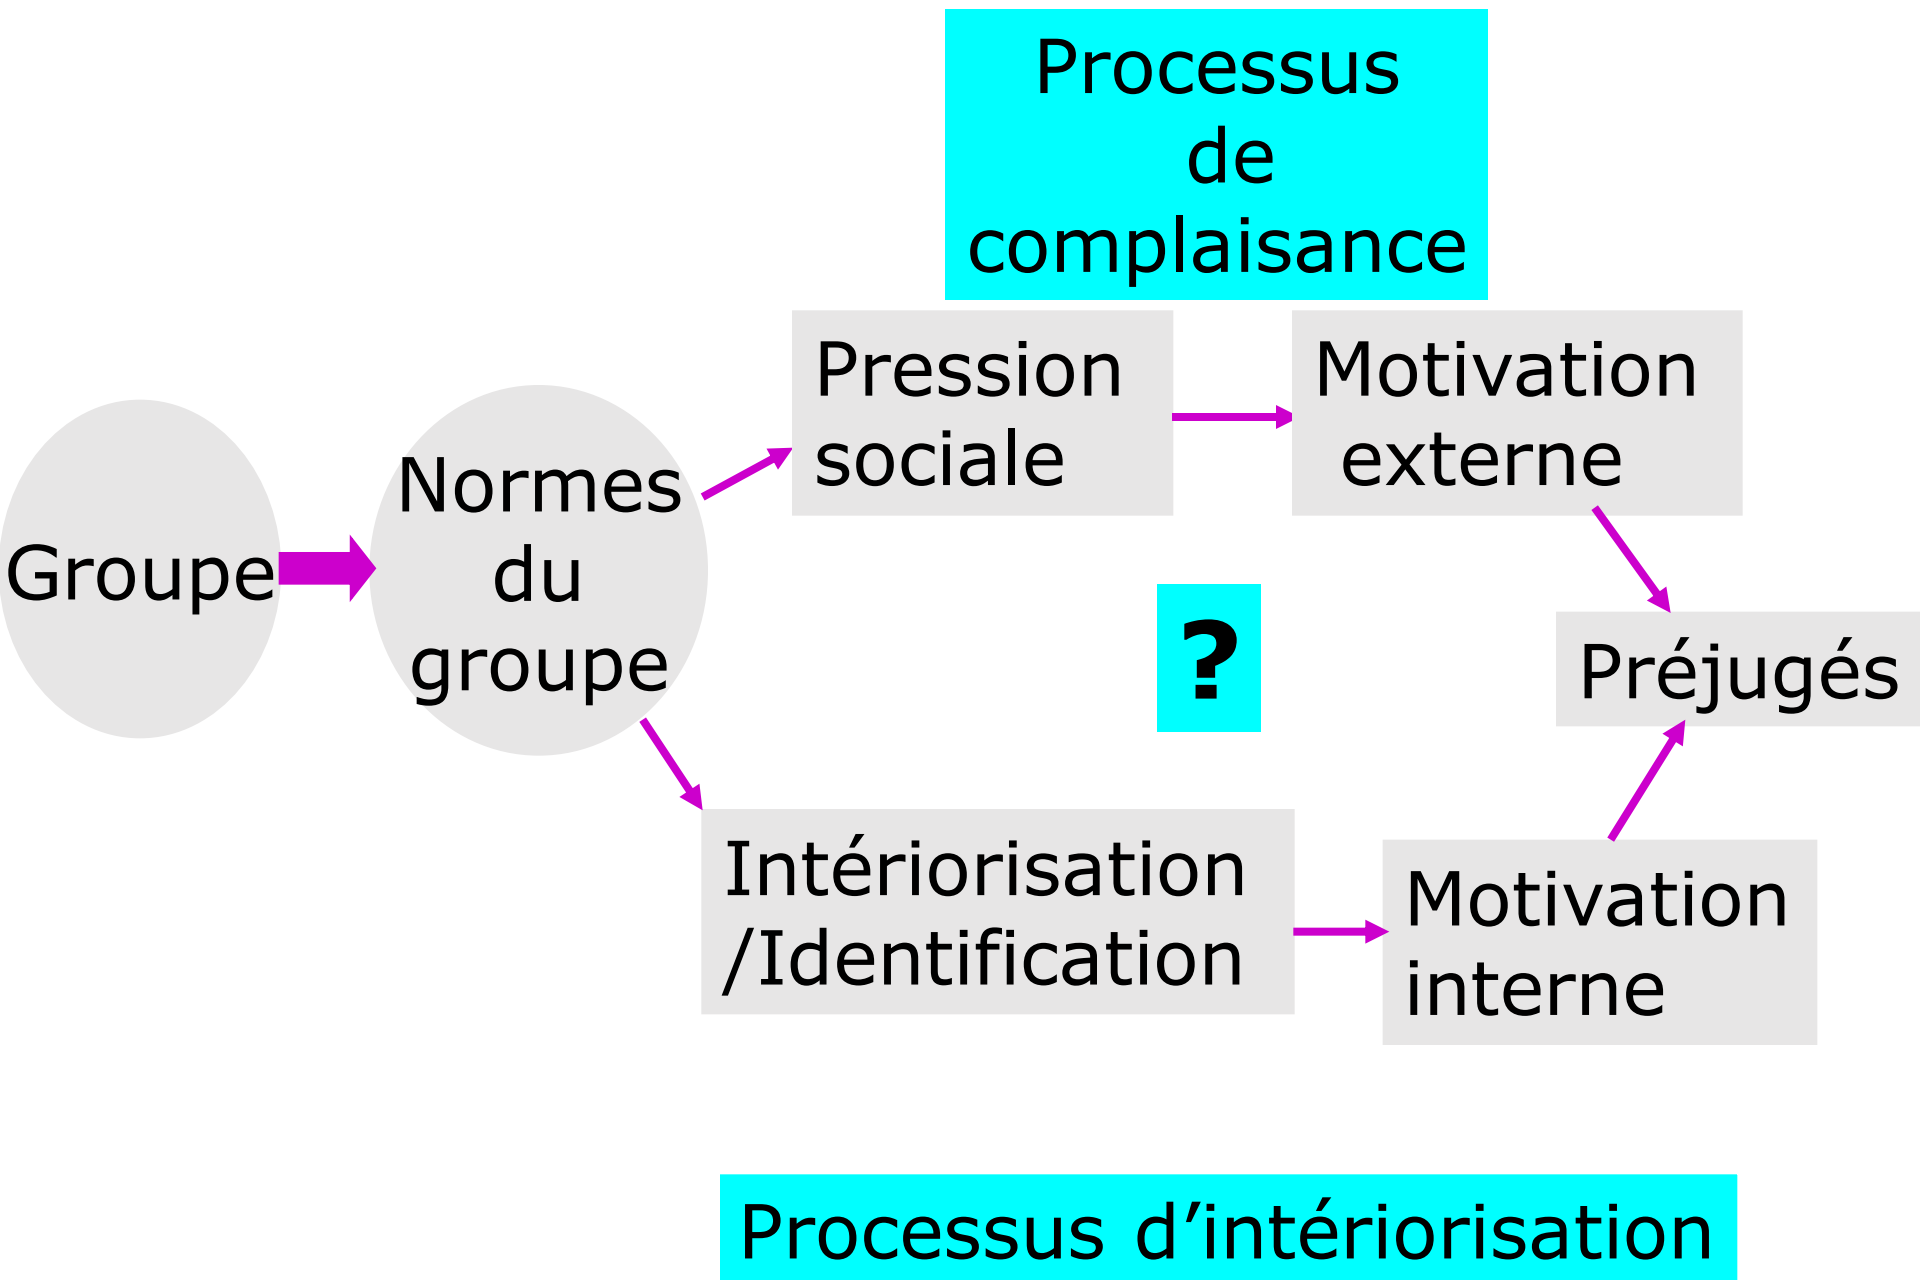 Processus
de
complaisance
Pression
sociale
Motivation
externe
Groupe
Normes
du
groupe
?
Préjugés
Intériorisation
/Identification
Motivation
interne
Processus d’intériorisation